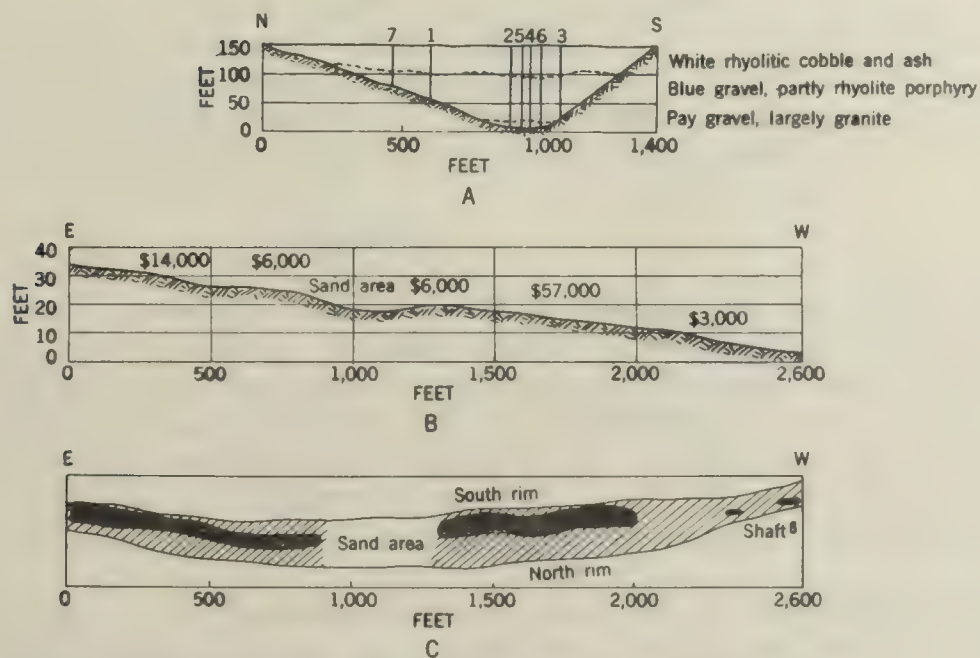 N S
7 1 2 5 4 6 3
150
100
50
0
FEET
White rhyolitic cobble and ash
Blue gravel, partly rhyolite porphyry
Pay gravel, largely granite
0 500 1,000 1,400
FEET
A
E W
40
30
20
10
0
FEET
$14,000 $6,000 Sand area $6,000 $57,000 $3,000
0 500 1,000 1,500 2,000 2,600
FEET
B
E W
South rim
Sand area
Shaft 8
North rim
0 500 1,000 1,500 2,000 2,600
FEET
C